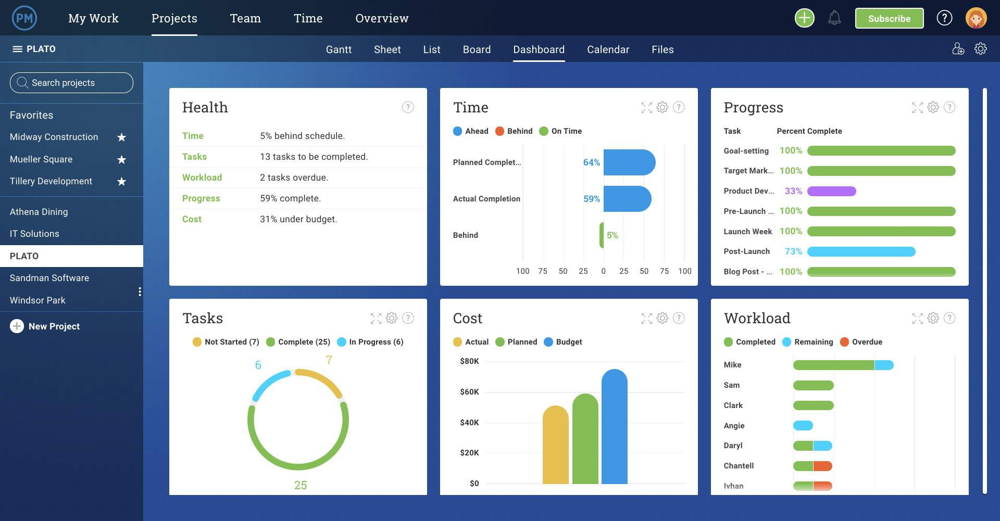 PM My Work Projects Team Time Overview Subscribe ?
PLATO Gantt Sheet List Board Dashboard Calendar Files
Search projects
Favorites
Midway Construction
Mueller Square
Tillery Development
Athena Dining
IT Solutions
PLATO
Sandman Software
Windsor Park
New Project
Health ?
Time 5% behind schedule.
Tasks 13 tasks to be completed.
Workload 2 tasks overdue.
Progress 59% complete.
Cost 31% under budget.
Time ?
Ahead Behind On Time
Planned Complet... 64%
Actual Completion 59%
Behind 5%
100 75 50 25 0 25 50 75 100
Progress ?
Task Percent Complete
Goal-setting 100%
Target Mark... 100%
Product Dev... 33%
Pre-Launch ... 100%
Launch Week 100%
Post-Launch 73%
Blog Post - ... 100%
Tasks ?
Not Started (7) Complete (25) In Progress (6)
6 7
25
Cost ?
Actual Planned Budget
$80K
$60K
$40K
$20K
$0
Workload ?
Completed Remaining Overdue
Mike
Sam
Clark
Angie
Daryl
Chantell